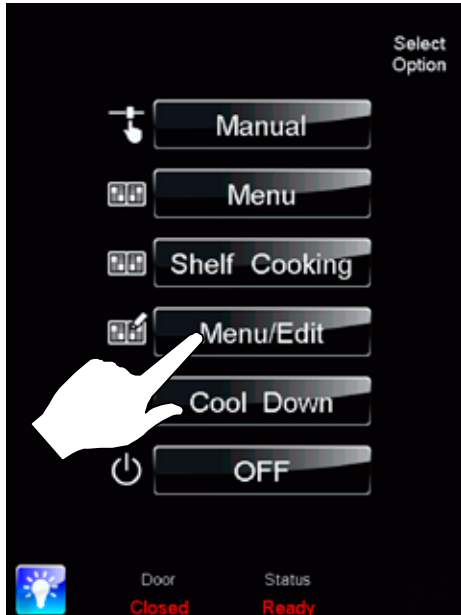 Select
Option
Manual
Menu
Shelf Cooking
Menu/Edit
Cool Down
OFF
Door Status
Closed Ready